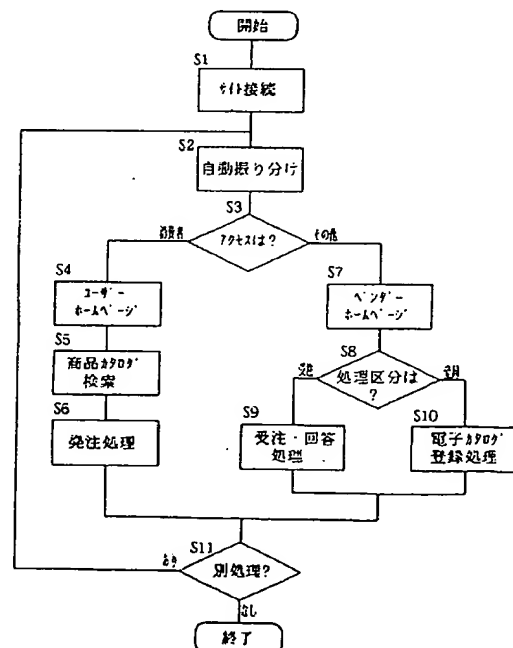 開始
S1
ｻｲﾄ接続
S2
自動振り分け
S3
ｱｸｾｽは?
消費者
その他
S4
ﾕｰｻﾞｰ
ﾎｰﾑﾍﾟｰｼﾞ
S7
ﾍﾞﾝﾀﾞｰ
ﾎｰﾑﾍﾟｰｼﾞ
S5
商品ｶﾀﾛｸﾞ
検索
S8
処理区分は
?
S6
発注処理
S9
受注・回答
処理
S10
電子ｶﾀﾛｸﾞ
登録処理
S11
別処理?
あり
なし
終了